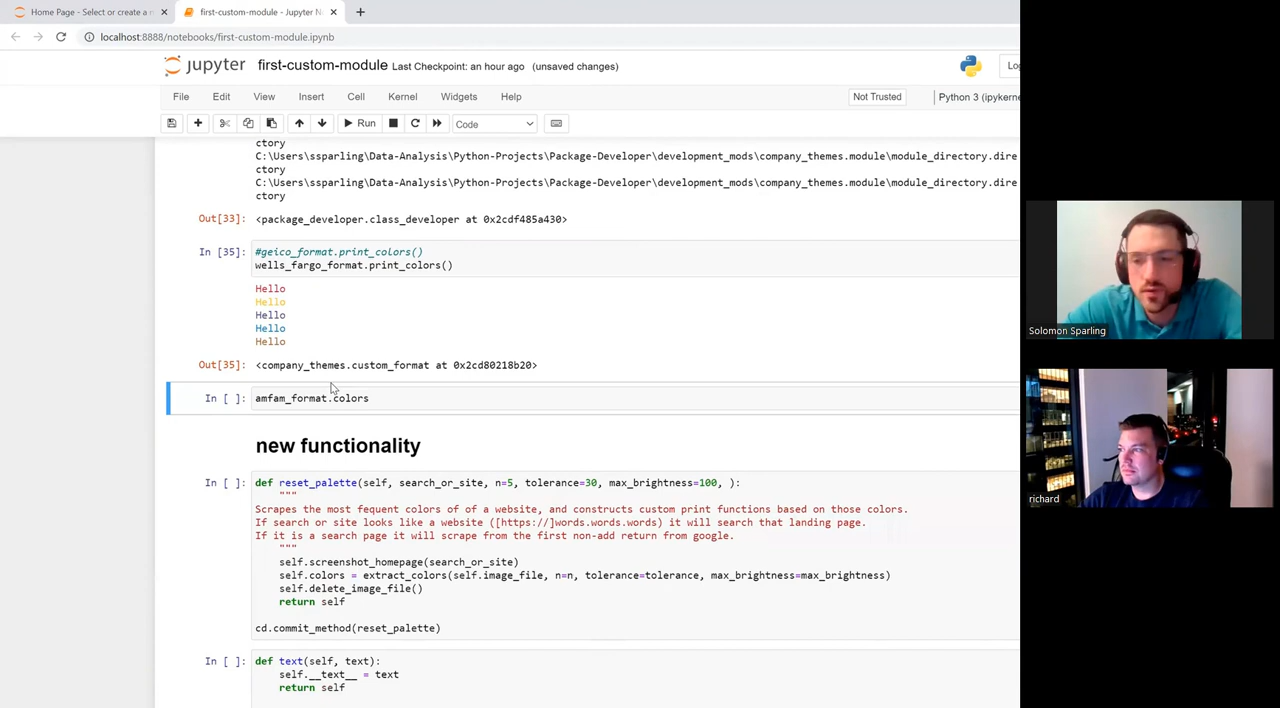 Home Page - Select or create a n
first-custom-module - Jupyter N
localhost:8888/notebooks/first-custom-module.ipynb
jupyter first-custom-module Last Checkpoint: an hour ago (unsaved changes)
File Edit View Insert Cell Kernel Widgets Help Not Trusted Python 3 (ipykerne
Run Code
ctory
C:\Users\ssparling\Data-Analysis\Python-Projects\Package-Developer\development_mods\company_themes.module\module_directory.dire
ctory
C:\Users\ssparling\Data-Analysis\Python-Projects\Package-Developer\development_mods\company_themes.module\module_directory.dire
ctory
Out[33]: <package_developer.class_developer at 0x2cdf485a430>
In [35]: #geico_format.print_colors()
wells_fargo_format.print_colors()
Hello
Hello
Hello
Hello
Hello
Out[35]: <company_themes.custom_format at 0x2cd80218b20>
In [ ]: amfam_format.colors
new functionality
In [ ]: def reset_palette(self, search_or_site, n=5, tolerance=30, max_brightness=100, ):
"""
Scrapes the most fequent colors of of a website, and constructs custom print functions based on those colors.
If search or site looks like a website ([https://]words.words.words) it will search that landing page.
If it is a search page it will scrape from the first non-add return from google.
"""
self.screenshot_homepage(search_or_site)
self.colors = extract_colors(self.image_file, n=n, tolerance=tolerance, max_brightness=max_brightness)
self.delete_image_file()
return self
cd.commit_method(reset_palette)
In [ ]: def text(self, text):
self.__text__ = text
return self
Solomon Sparling
richard